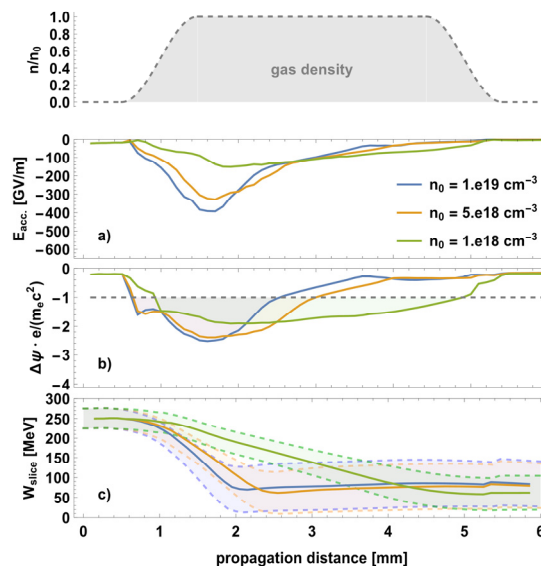 n/n₀
1.0
0.8
0.6
0.4
0.2
0.0
gas density
E_acc. [GV/m]
0
-100
-200
-300
-400
-500
-600
n₀ = 1.e19 cm⁻³
n₀ = 5.e18 cm⁻³
n₀ = 1.e18 cm⁻³
a)
Δψ · e/(mₑc²)
0
-1
-2
-3
-4
b)
W_slice [MeV]
300
250
200
150
100
50
0
c)
0 1 2 3 4 5 6
propagation distance [mm]